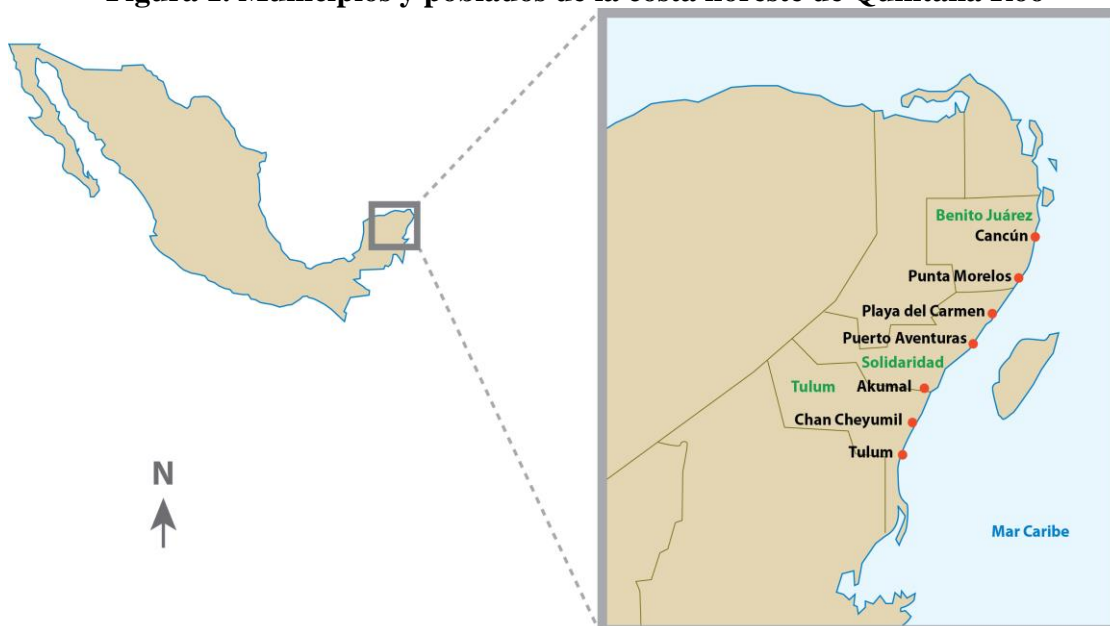 Figura 1. Municipios y poblados de la costa noreste de Quintana Roo
Benito Juárez
Cancún
Punta Morelos
Playa del Carmen
Puerto Aventuras
Solidaridad
Tulum
Akumal
Chan Cheyumil
Tulum
N
Mar Caribe